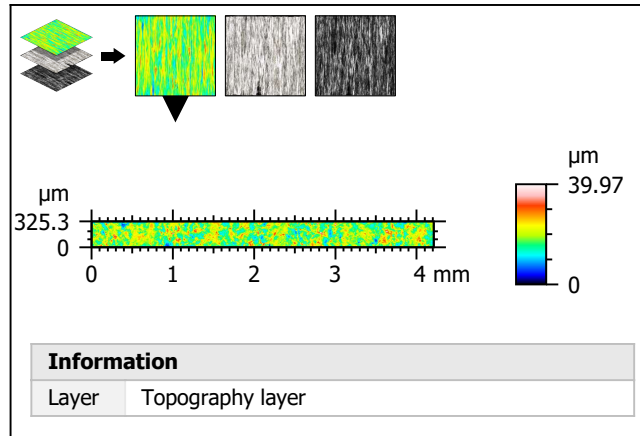 µm
39.97
0
µm
325.3
0
0 1 2 3 4 mm
Information
Layer Topography layer